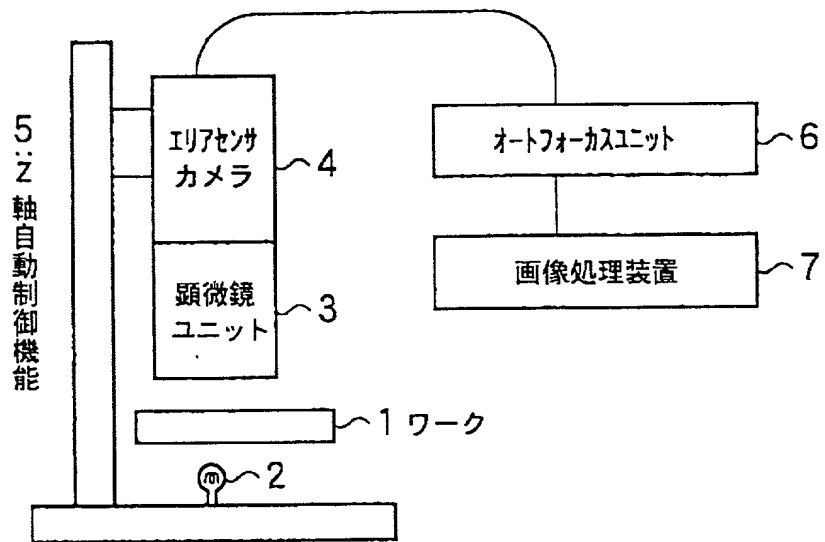 5:Z軸自動制御機能
エリアセンサ
カメラ
4
顕微鏡
ユニット
3
1 ワーク
2
オートフォーカスユニット
6
画像処理装置
7